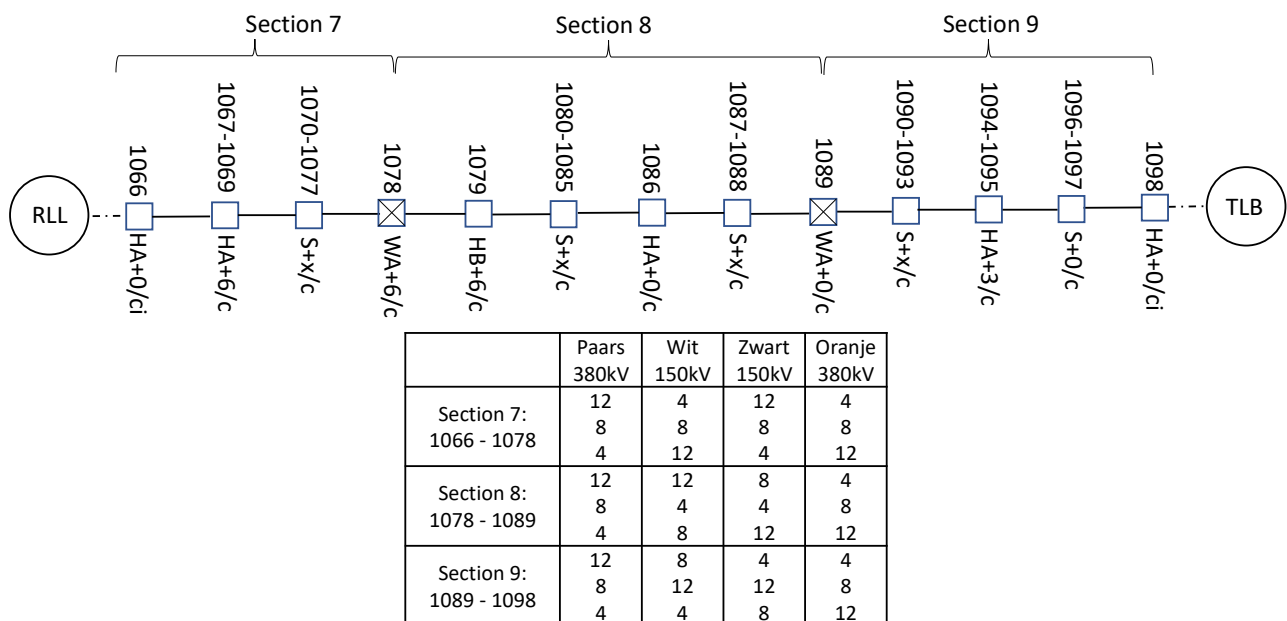 Section 7
Section 8
Section 9
1066
1067-1069
1070-1077
1078
1079
1080-1085
1086
1087-1088
1089
1090-1093
1094-1095
1096-1097
1098
RLL
TLB
HA+0/ci
HA+6/c
S+x/c
WA+6/c
HB+6/c
S+x/c
HA+0/c
S+x/c
WA+0/c
S+x/c
HA+3/c
S+0/c
HA+0/ci
Paars Wit Zwart Oranje
380kV 150kV 150kV 380kV
Section 7:
1066 - 1078
12 4 12 4
8 8 8 8
4 12 4 12
Section 8:
1078 - 1089
12 12 8 4
8 4 4 8
4 8 12 12
Section 9:
1089 - 1098
12 8 4 4
8 12 12 8
4 4 8 12